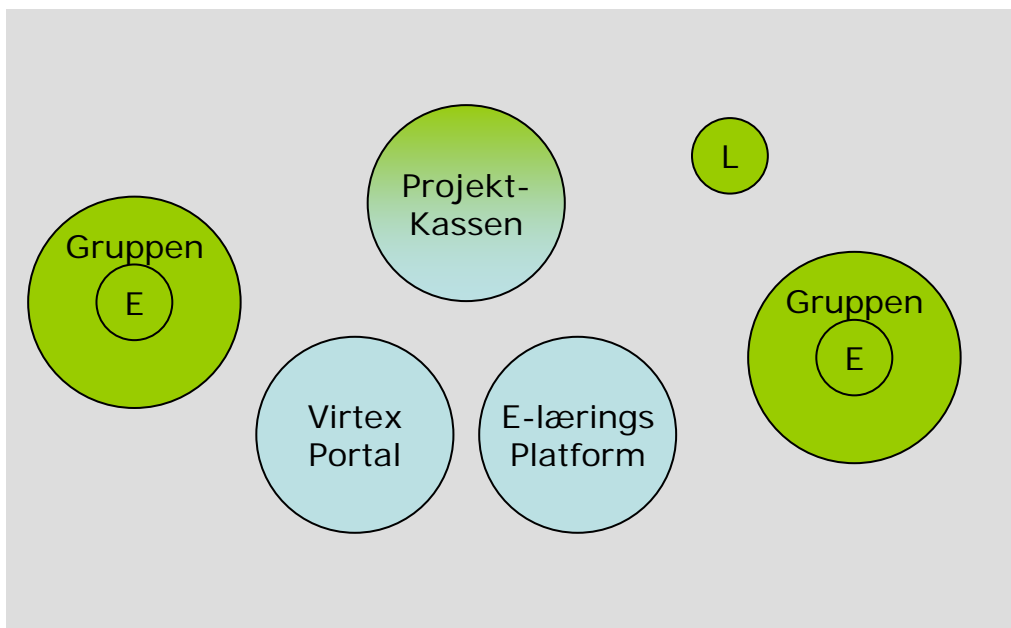 L
Projekt-
Kassen
Gruppen
E
Gruppen
E
Virtex
Portal
E-lærings
Platform